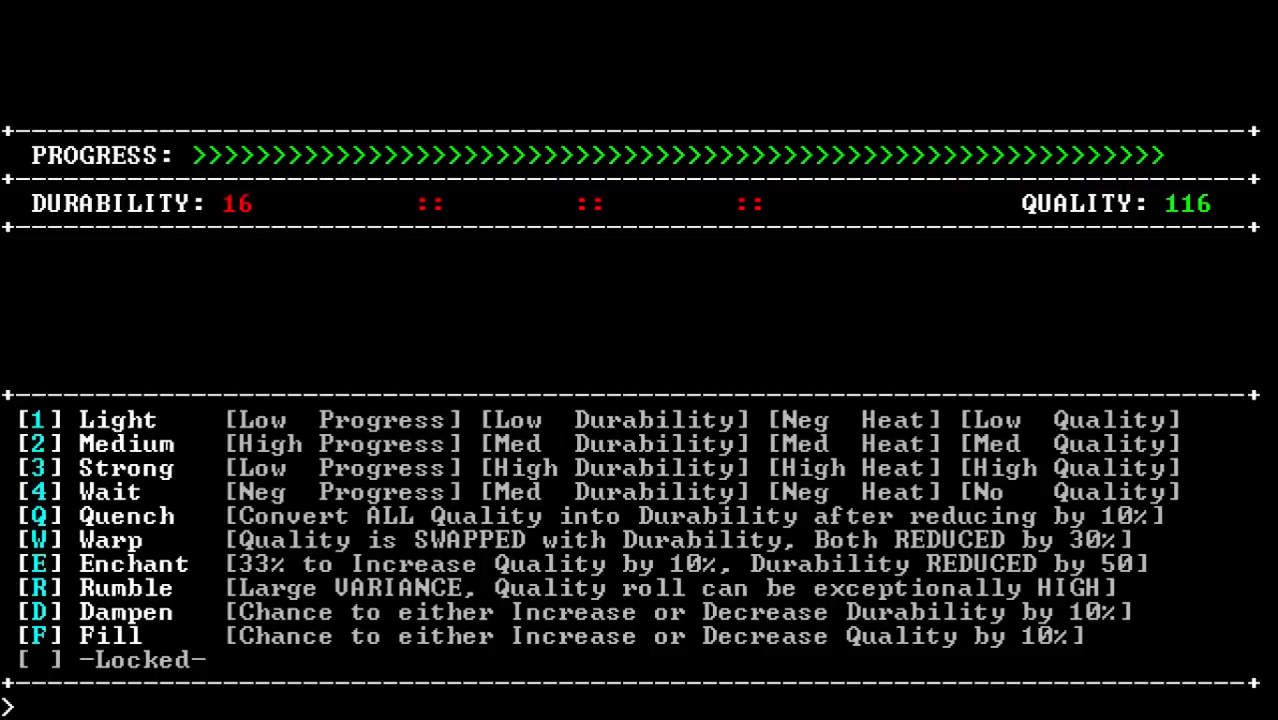 PROGRESS: >>>>>>>>>>>>>>>>>>>>>>>>>>>>>>>>>>>>>>>>>>>>>>>>>>>>>>>>>>>>>
DURABILITY: 16 :: :: :: QUALITY: 116
[1] Light [Low Progress] [Low Durability] [Neg Heat] [Low Quality]
[2] Medium [High Progress] [Med Durability] [Med Heat] [Med Quality]
[3] Strong [Low Progress] [High Durability] [High Heat] [High Quality]
[4] Wait [Neg Progress] [Med Durability] [Neg Heat] [No Quality]
[Q] Quench [Convert ALL Quality into Durability after reducing by 10%]
[W] Warp [Quality is SWAPPED with Durability, Both REDUCED by 30%]
[E] Enchant [33% to Increase Quality by 10%, Durability REDUCED by 50]
[R] Rumble [Large VARIANCE, Quality roll can be exceptionally HIGH]
[D] Dampen [Chance to either Increase or Decrease Durability by 10%]
[F] Fill [Chance to either Increase or Decrease Quality by 10%]
[ ] -Locked-
>